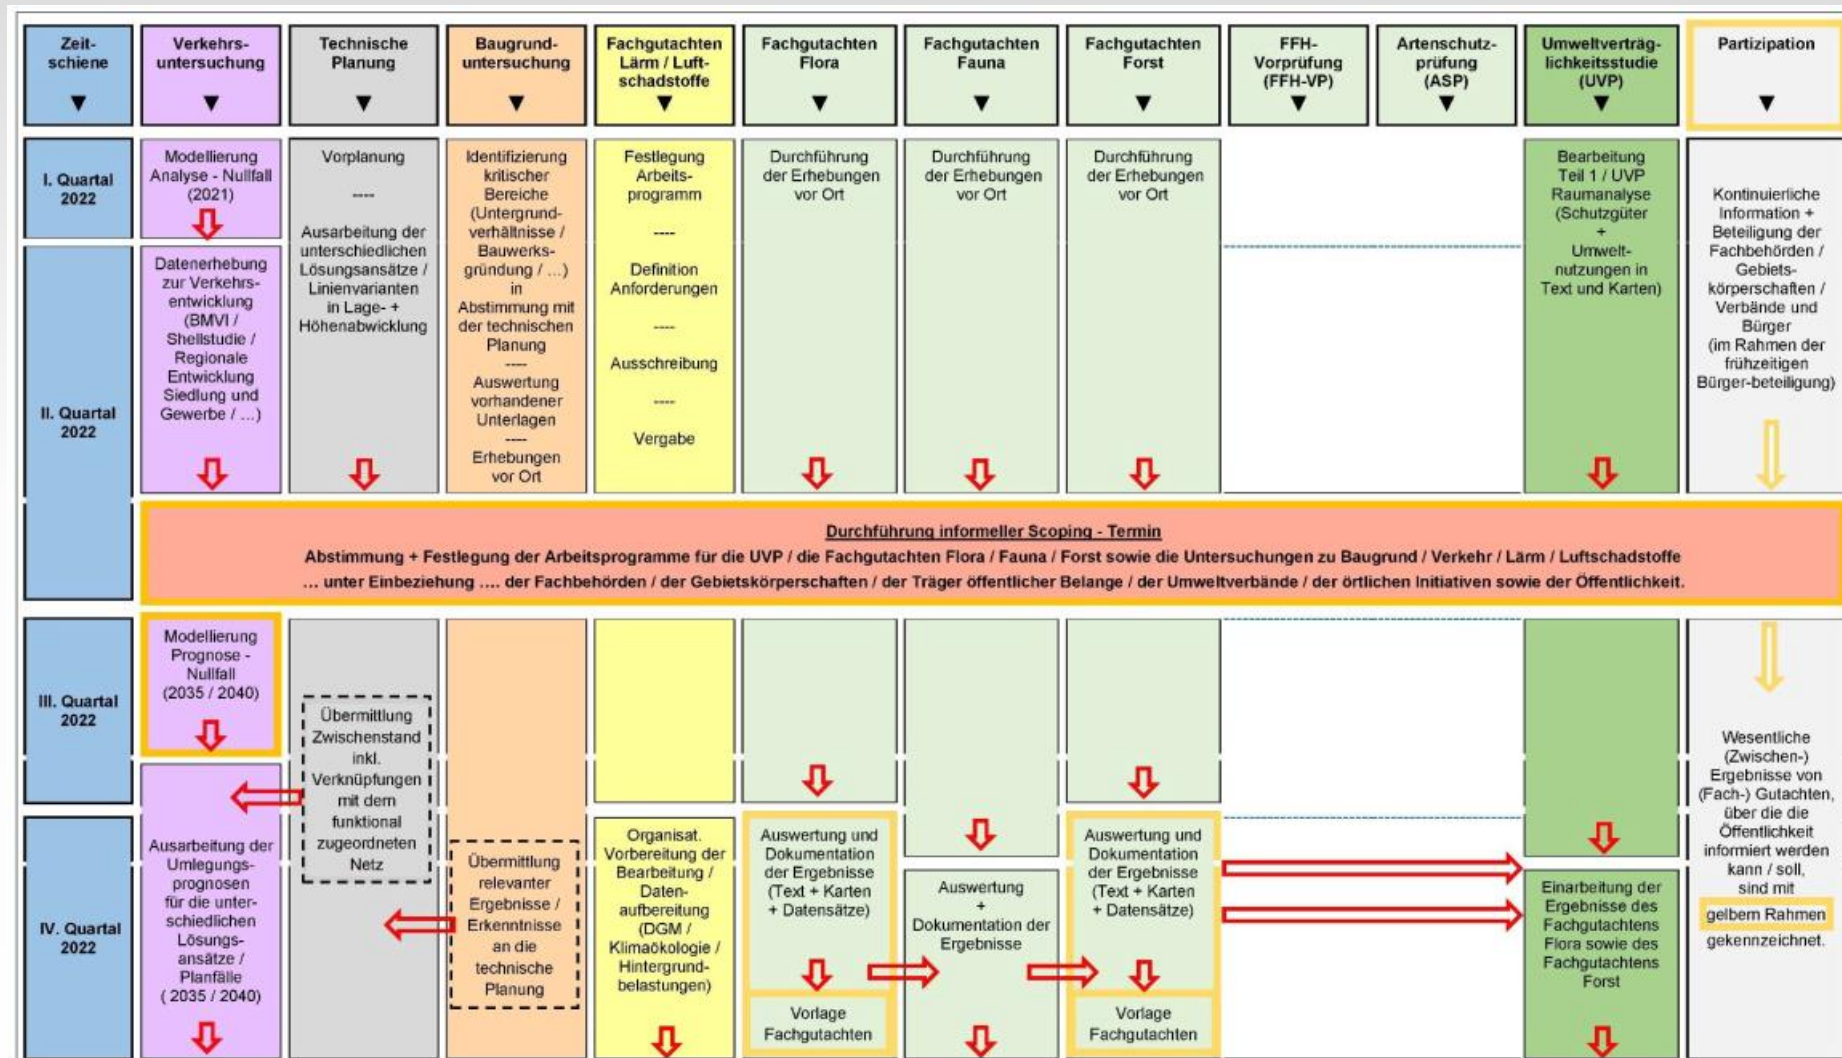 Zeit-
schiene
▼
Verkehrs-
untersuchung
▼
Technische
Planung
▼
Baugrund-
untersuchung
▼
Fachgutachten
Lärm / Luft-
schadstoffe
▼
Fachgutachten
Flora
▼
Fachgutachten
Fauna
▼
Fachgutachten
Forst
▼
FFH-
Vorprüfung
(FFH-VP)
▼
Artenschutz-
prüfung
(ASP)
▼
Umweltverträg-
lichkeitsstudie
(UVP)
▼
Partizipation
▼
I. Quartal
2022
II. Quartal
2022
Modellierung
Analyse - Nullfall
(2021)
Datenerhebung
zur Verkehrs-
entwicklung
(BMVI /
Shellstudie /
Regionale
Entwicklung
Siedlung und
Gewerbe / ...)
Vorplanung
----
Ausarbeitung der
unterschiedlichen
Lösungsansätze /
Linienvarianten
in Lage- +
Höhenabwicklung
Identifizierung
kritischer
Bereiche
(Untergrund-
verhältnisse /
Bauwerks-
gründung / ...)
in
Abstimmung mit
der technischen
Planung
----
Auswertung
vorhandener
Unterlagen
----
Erhebungen
vor Ort
Festlegung
Arbeits-
programm
----
Definition
Anforderungen
----
Ausschreibung
----
Vergabe
Durchführung
der Erhebungen
vor Ort
Durchführung
der Erhebungen
vor Ort
Durchführung
der Erhebungen
vor Ort
Bearbeitung
Teil 1 / UVP
Raumanalyse
(Schutzgüter
+
Umwelt-
nutzungen in
Text und Karten)
Kontinuierliche
Information +
Beteiligung der
Fachbehörden /
Gebiets-
körperschaften /
Verbände und
Bürger
(im Rahmen der
frühzeitigen
Bürger-beteiligung)
Durchführung informeller Scoping - Termin
Abstimmung + Festlegung der Arbeitsprogramme für die UVP / die Fachgutachten Flora / Fauna / Forst sowie die Untersuchungen zu Baugrund / Verkehr / Lärm / Luftschadstoffe
... unter Einbeziehung .... der Fachbehörden / der Gebietskörperschaften / der Träger öffentlicher Belange / der Umweltverbände / der örtlichen Initiativen sowie der Öffentlichkeit.
III. Quartal
2022
IV. Quartal
2022
Modellierung
Prognose -
Nullfall
(2035 / 2040)
Ausarbeitung der
Umlegungs-
prognosen
für die unter-
schiedlichen
Lösungs-
ansätze /
Planfälle
( 2035 / 2040)
Übermittlung
Zwischenstand
inkl.
Verknüpfungen
mit dem
funktional
zugeordneten
Netz
Übermittlung
relevanter
Ergebnisse /
Erkenntnisse
an die
technische
Planung
Organisat.
Vorbereitung der
Bearbeitung /
Daten-
aufbereitung
(DGM /
Klimaökologie /
Hintergrund-
belastungen)
Auswertung und
Dokumentation
der Ergebnisse
(Text + Karten
+ Datensätze)
Vorlage
Fachgutachten
Auswertung
+
Dokumentation der
Ergebnisse
Auswertung und
Dokumentation
der Ergebnisse
(Text + Karten
+ Datensätze)
Vorlage
Fachgutachten
Einarbeitung der
Ergebnisse des
Fachgutachtens
Flora sowie des
Fachgutachtens
Forst
Wesentliche
(Zwischen-)
Ergebnisse von
(Fach-) Gutachten,
über die die
Öffentlichkeit
informiert werden
kann / soll,
sind mit
gelbem Rahmen
gekennzeichnet.